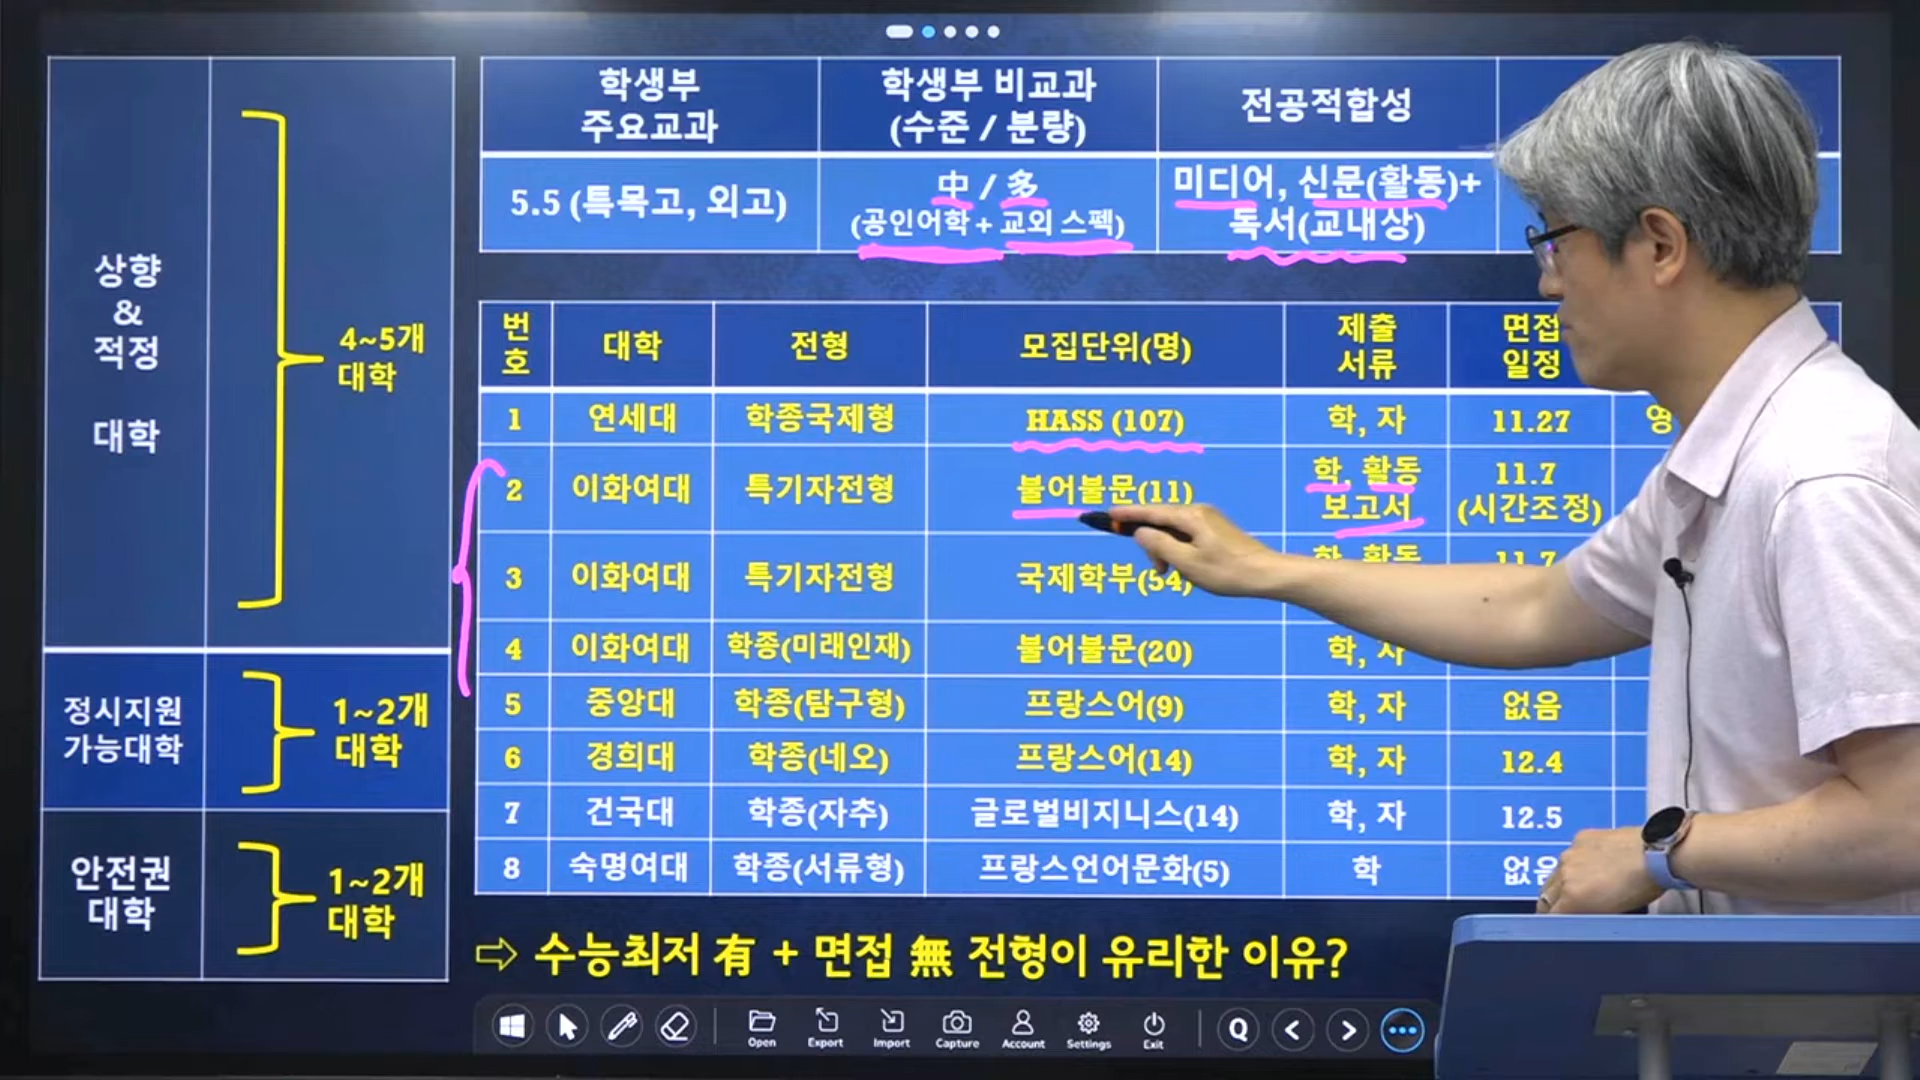 학생부
주요교과
학생부 비교과
(수준 / 분량)
전공적합성
5.5 (특목고, 외고)
中 / 多
(공인어학 + 교외 스펙)
미디어, 신문(활동)+
독서(교내상)
상향
&
적정
대학
4~5개
대학
정시지원
가능대학
1~2개
대학
안전권
대학
1~2개
대학
번호 대학 전형 모집단위(명) 제출서류 면접일정
1 연세대 학종국제형 HASS (107) 학, 자 11.27 영
2 이화여대 특기자전형 불어불문(11) 학, 활동보고서 11.7 (시간조정)
3 이화여대 특기자전형 국제학부(54) 학, 활동 11.7
4 이화여대 학종(미래인재) 불어불문(20) 학, 자
5 중앙대 학종(탐구형) 프랑스어(9) 학, 자 없음
6 경희대 학종(네오) 프랑스어(14) 학, 자 12.4
7 건국대 학종(자추) 글로벌비지니스(14) 학, 자 12.5
8 숙명여대 학종(서류형) 프랑스언어문화(5) 학 없음
⇨ 수능최저 有 + 면접 無 전형이 유리한 이유?
Open Export Import Capture Account Settings Exit